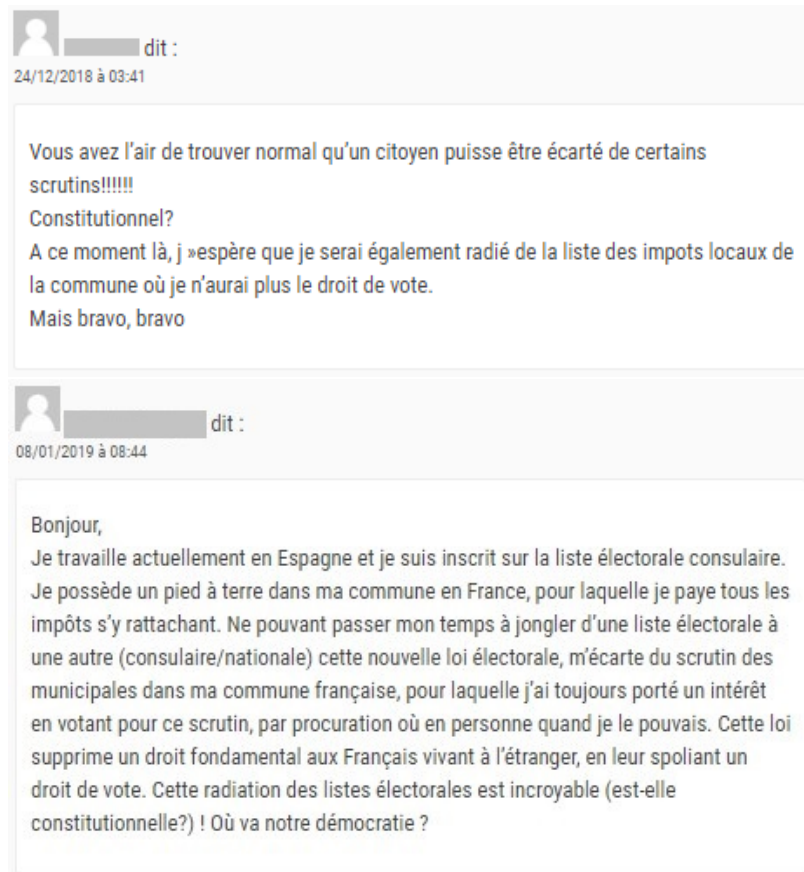 dit :
24/12/2018 à 03:41
Vous avez l'air de trouver normal qu'un citoyen puisse être écarté de certains
scrutins!!!!!!
Constitutionnel?
A ce moment là, j »espère que je serai également radié de la liste des impots locaux de
la commune où je n'aurai plus le droit de vote.
Mais bravo, bravo
dit :
08/01/2019 à 08:44
Bonjour,
Je travaille actuellement en Espagne et je suis inscrit sur la liste électorale consulaire.
Je possède un pied à terre dans ma commune en France, pour laquelle je paye tous les
impôts s'y rattachant. Ne pouvant passer mon temps à jongler d'une liste électorale à
une autre (consulaire/nationale) cette nouvelle loi électorale, m'écarte du scrutin des
municipales dans ma commune française, pour laquelle j'ai toujours porté un intérêt
en votant pour ce scrutin, par procuration où en personne quand je le pouvais. Cette loi
supprime un droit fondamental aux Français vivant à l'étranger, en leur spoliant un
droit de vote. Cette radiation des listes électorales est incroyable (est-elle
constitutionnelle?) ! Où va notre démocratie ?